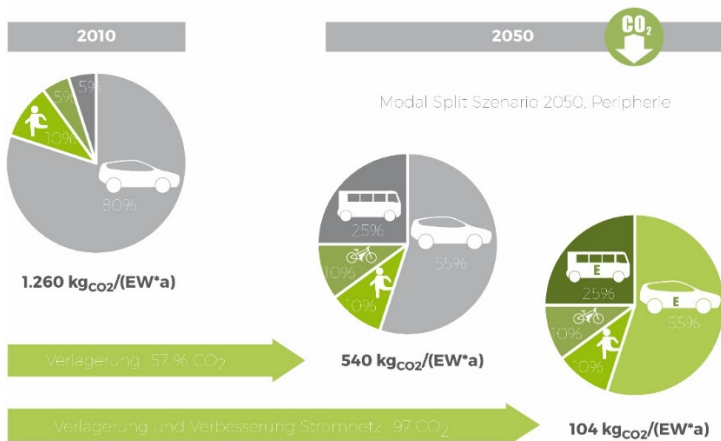 2010
2050
CO2
Modal Split Szenario 2050, Peripherie
5%
5%
10%
80%
1.260 kgCO2/(EW*a)
25%
55%
10%
10%
540 kgCO2/(EW*a)
E
E
25%
55%
10%
10%
104 kgCO2/(EW*a)
Verlagerung -57 % CO2
Verlagerung und Verbesserung Stromnetz -97 CO2